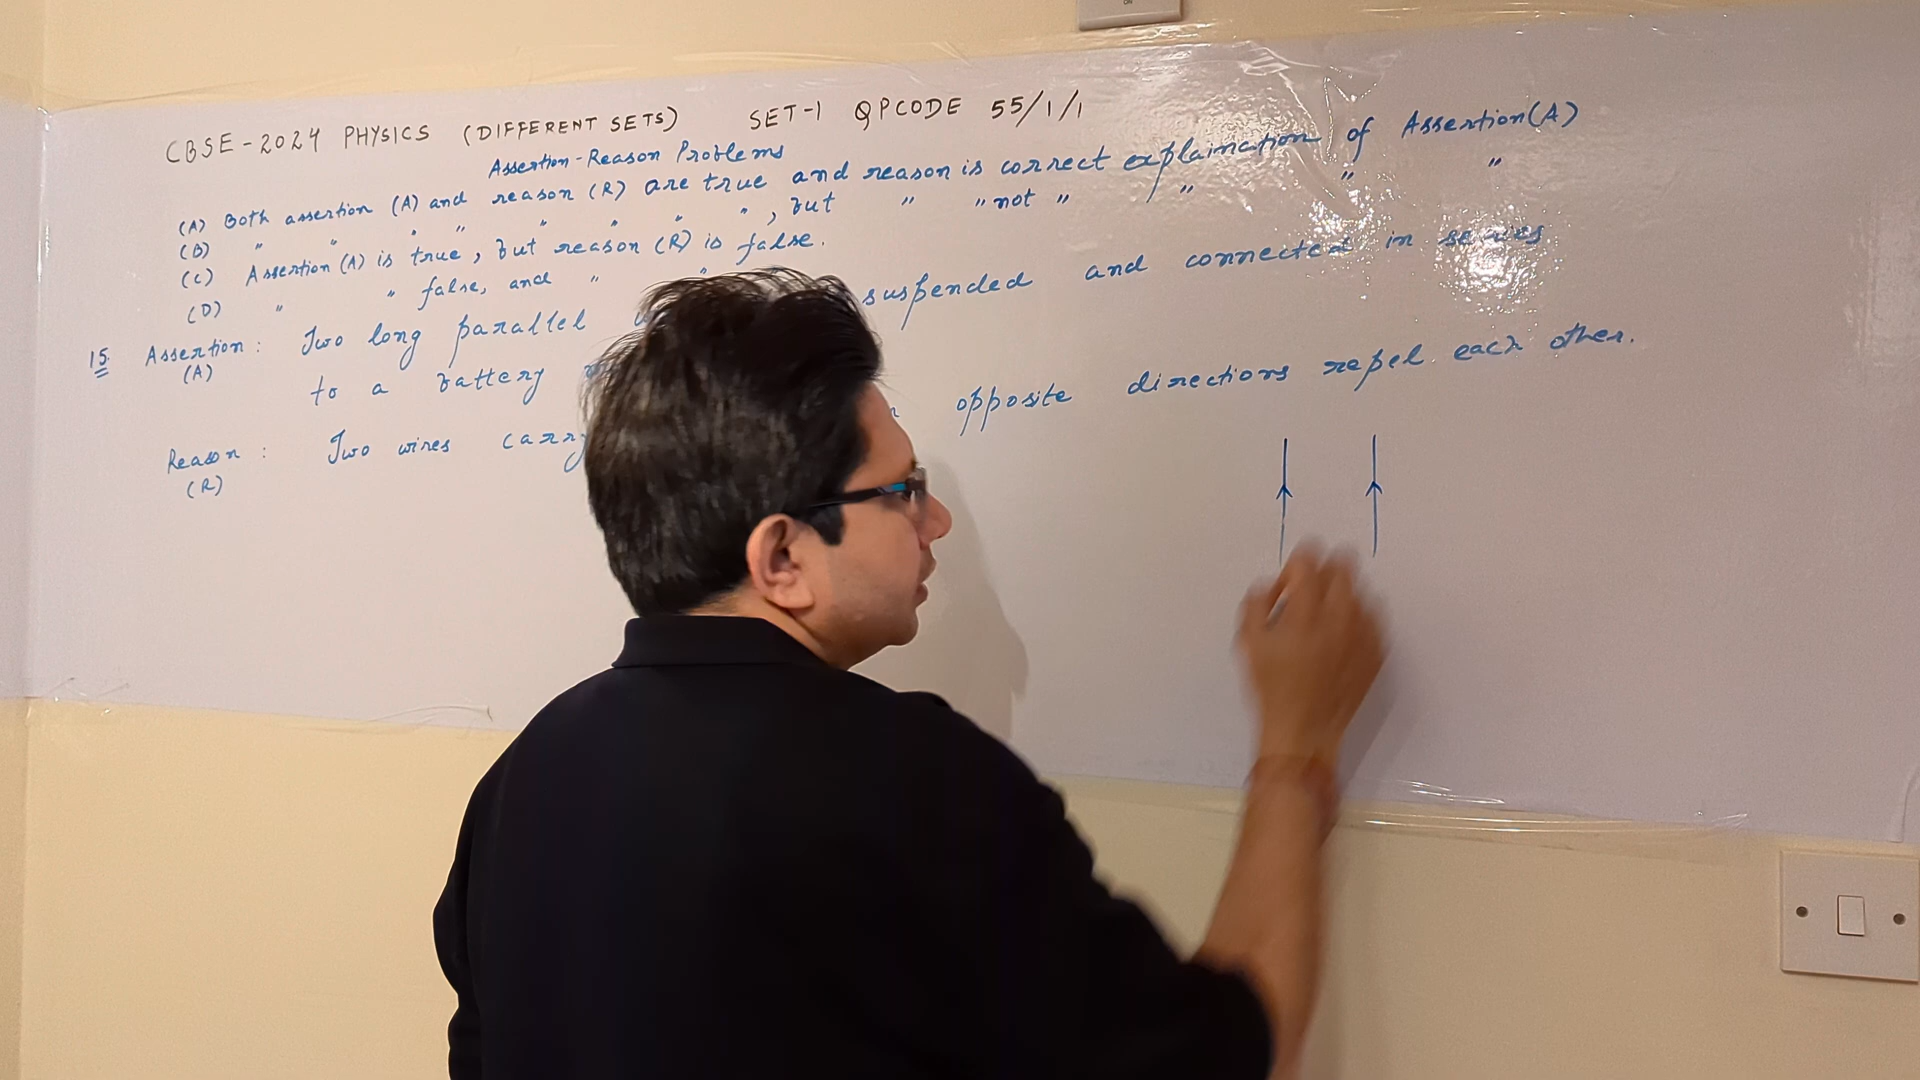 ON
CBSE-2024 PHYSICS (DIFFERENT SETS) SET-1 QPCODE 55/1/1
Assertion-Reason Problems
(A) Both assertion (A) and reason (R) are true and reason is correct explaination of Assertion(A)
(B) " " " " " " " " , but " " not " " " "
(C) Assertion (A) is true, but reason (R) is false.
(D) " " false, and " "
15. Assertion : Two long parallel suspended and connected in series
(A) to a battery
Reason : Two wires carry opposite directions repel each other.
(R)